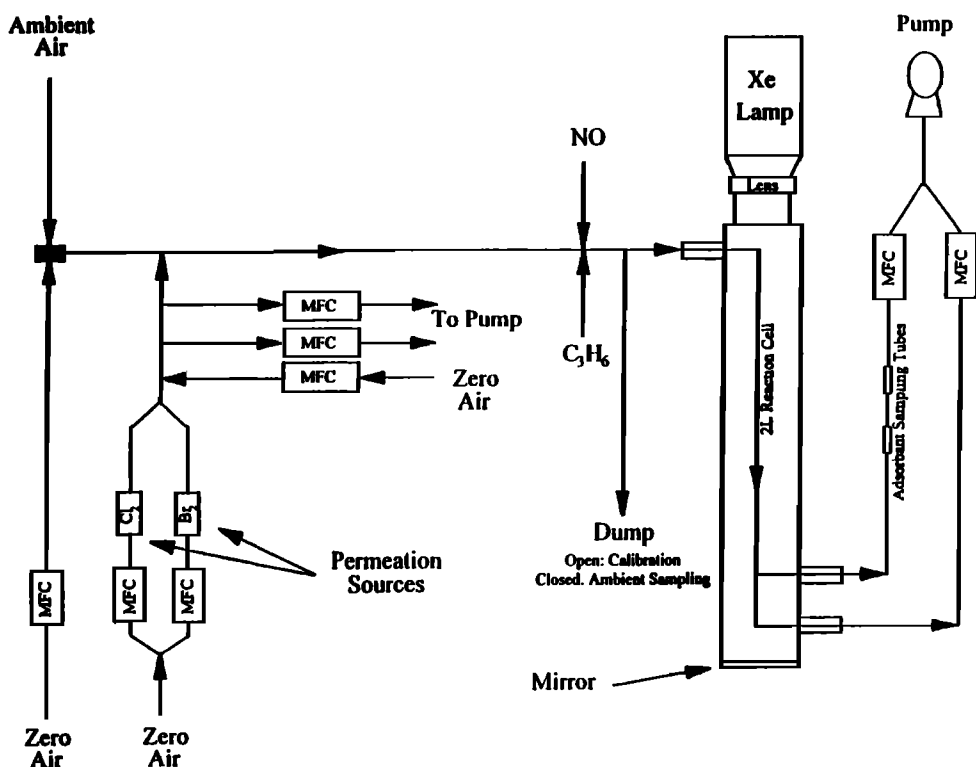 Ambient
Air
Pump
Xe
Lamp
Lens
NO
MFC
MFC
MFC
To Pump
MFC
MFC
Zero
Air
C₃H₆
2L Reaction Cell
Adsorbant Sampung Tubes
Cl₂
Br₂
Permeation
Sources
Dump
Open: Calibration
Closed. Ambient Sampling
MFC
MFC
MFC
Mirror
Zero
Air
Zero
Air